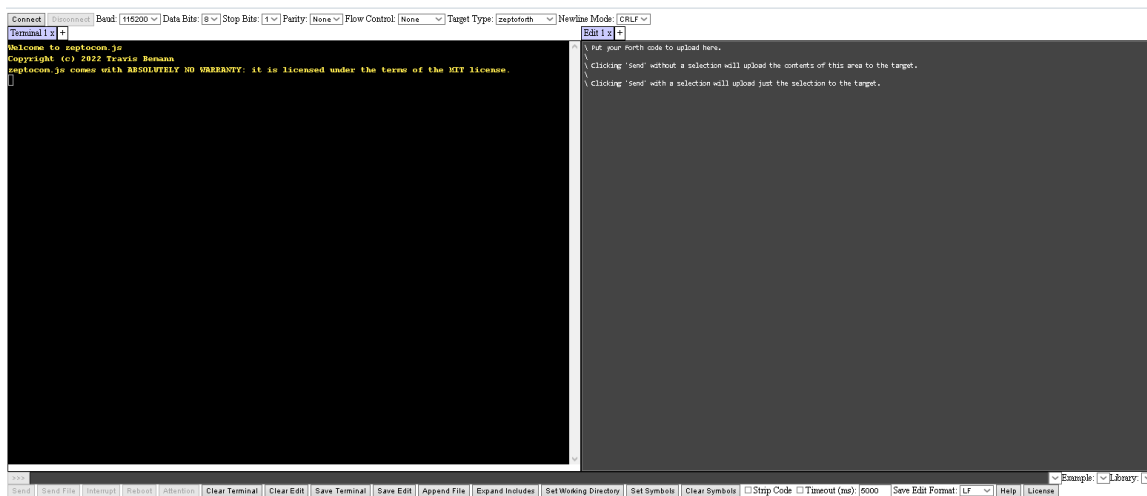 Connect Disconnect Baud: 115200 Data Bits: 8 Stop Bits: 1 Parity: None Flow Control: None Target Type: zeptoforth Newline Mode: CRLF
Terminal 1 x +
Edit 1 x +
Welcome to zeptocom.js
Copyright (c) 2022 Travis Bemann
zeptocom.js comes with ABSOLUTELY NO WARRANTY: it is licensed under the terms of the MIT license.
\ Put your Forth code to upload here.
\
\ Clicking 'Send' without a selection will upload the contents of this area to the target.
\
\ Clicking 'Send' with a selection will upload just the selection to the target.
>>> Example: Library:
Send Send File Interrupt Reboot Attention Clear Terminal Clear Edit Save Terminal Save Edit Append File Expand Includes Set Working Directory Set Symbols Clear Symbols Strip Code Timeout (ms): 5000 Save Edit Format: LF Help License